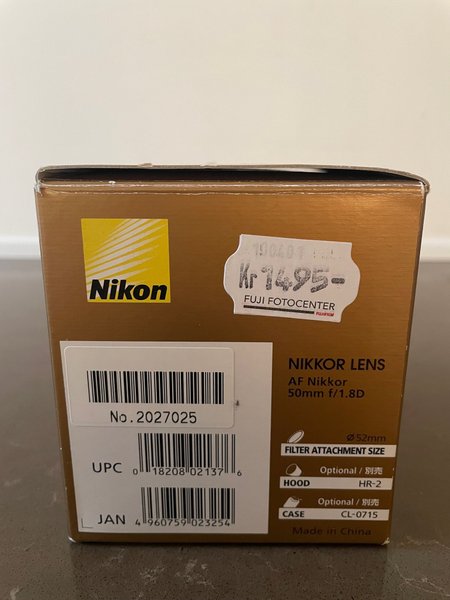 Nikon
190401
Kr 1495-
FUJI FOTOCENTER
FUJIFILM
NIKKOR LENS
AF Nikkor
50mm f/1.8D
No.2027025
UPC 0 18208 02137 6
JAN 4 960759 023254
⌀52mm
FILTER ATTACHMENT SIZE
Optional / 別売
HOOD HR-2
Optional / 別売
CASE CL-0715
Made in China